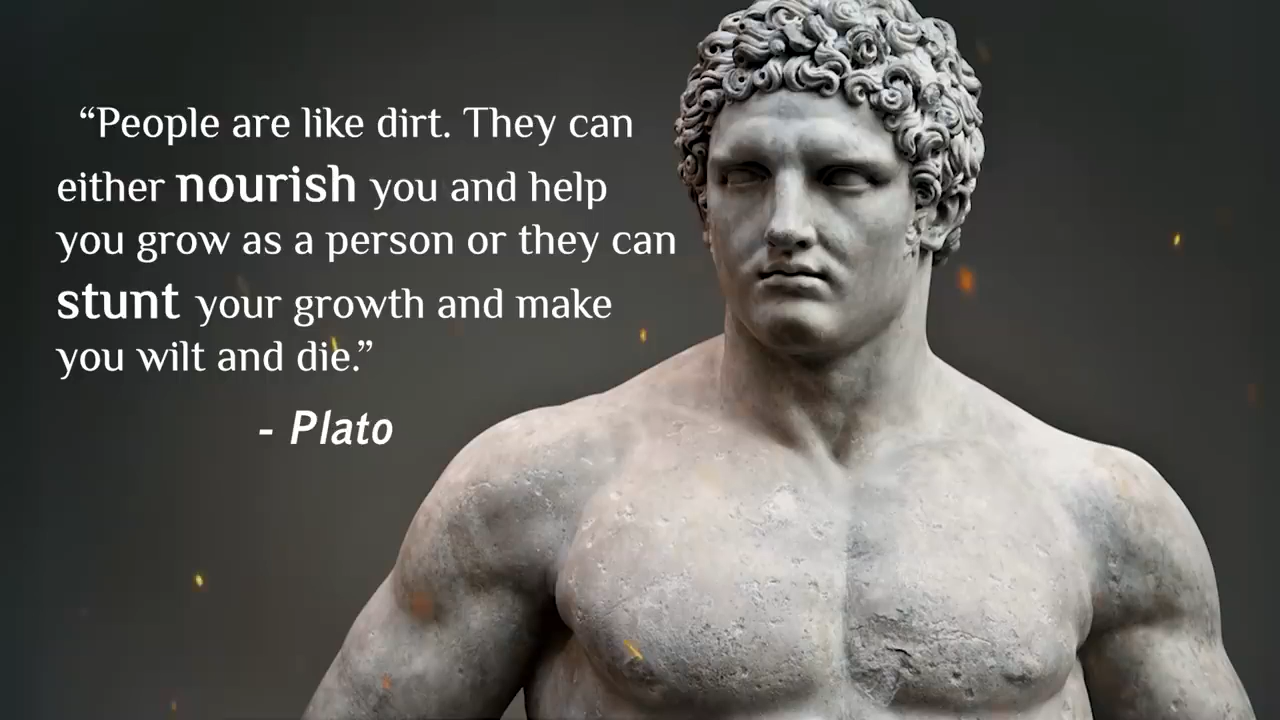 “People are like dirt. They can
either nourish you and help
you grow as a person or they can
stunt your growth and make
you wilt and die.”
- Plato